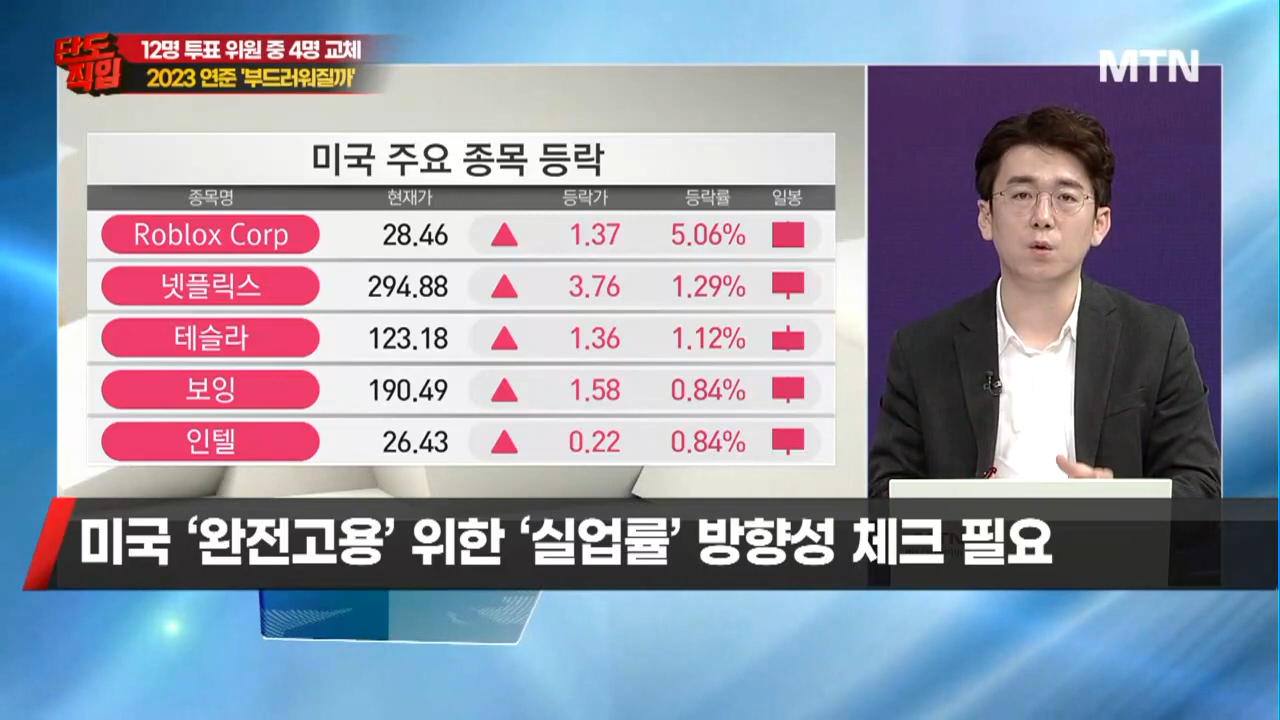 단도
직입
12명 투표 위원 중 4명 교체
2023 연준 '부드러워질까'
MTN
미국 주요 종목 등락
종목명 현재가 등락가 등락률 일봉
Roblox Corp 28.46 ▲ 1.37 5.06%
넷플릭스 294.88 ▲ 3.76 1.29%
테슬라 123.18 ▲ 1.36 1.12%
보잉 190.49 ▲ 1.58 0.84%
인텔 26.43 ▲ 0.22 0.84%
미국 ‘완전고용’ 위한 ‘실업률’ 방향성 체크 필요